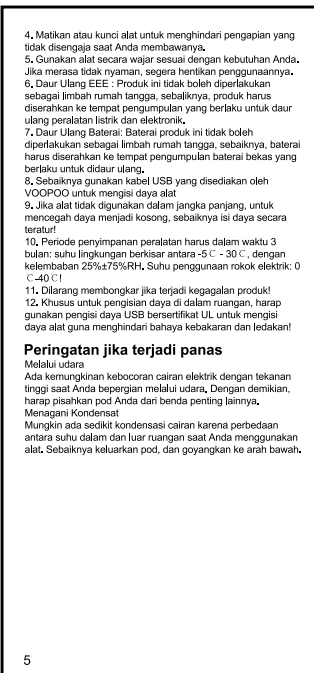 4. Matikan atau kunci alat untuk menghindari pengapian yang
tidak disengaja saat Anda membawanya.
5. Gunakan alat secara wajar sesuai dengan kebutuhan Anda.
Jika merasa tidak nyaman, segera hentikan penggunaannya.
6. Daur Ulang EEE : Produk ini tidak boleh diperlakukan
sebagai limbah rumah tangga, sebaliknya, produk harus
diserahkan ke tempat pengumpulan yang berlaku untuk daur
ulang peralatan listrik dan elektronik.
7. Daur Ulang Baterai: Baterai produk ini tidak boleh
diperlakukan sebagai limbah rumah tangga, sebaiknya, baterai
harus diserahkan ke tempat pengumpulan baterai bekas yang
berlaku untuk didaur ulang.
8. Sebaiknya gunakan kabel USB yang disediakan oleh
VOOPOO untuk mengisi daya alat
9. Jika alat tidak digunakan dalam jangka panjang, untuk
mencegah daya menjadi kosong, sebaiknya isi daya secara
teratur!
10. Periode penyimpanan peralatan harus dalam waktu 3
bulan: suhu lingkungan berkisar antara -5℃ - 30℃, dengan
kelembaban 25%±75%RH. Suhu penggunaan rokok elektrik: 0
℃-40℃!
11. Dilarang membongkar jika terjadi kegagalan produk!
12. Khusus untuk pengisian daya di dalam ruangan, harap
gunakan pengisi daya USB bersertifikat UL untuk mengisi
daya alat guna menghindari bahaya kebakaran dan ledakan!
Peringatan jika terjadi panas
Melalui udara
Ada kemungkinan kebocoran cairan elektrik dengan tekanan
tinggi saat Anda bepergian melalui udara. Dengan demikian,
harap pisahkan pod Anda dari benda penting lainnya.
Menagani Kondensat
Mungkin ada sedikit kondensasi cairan karena perbedaan
antara suhu dalam dan luar ruangan saat Anda menggunakan
alat. Sebaiknya keluarkan pod, dan goyangkan ke arah bawah.
5